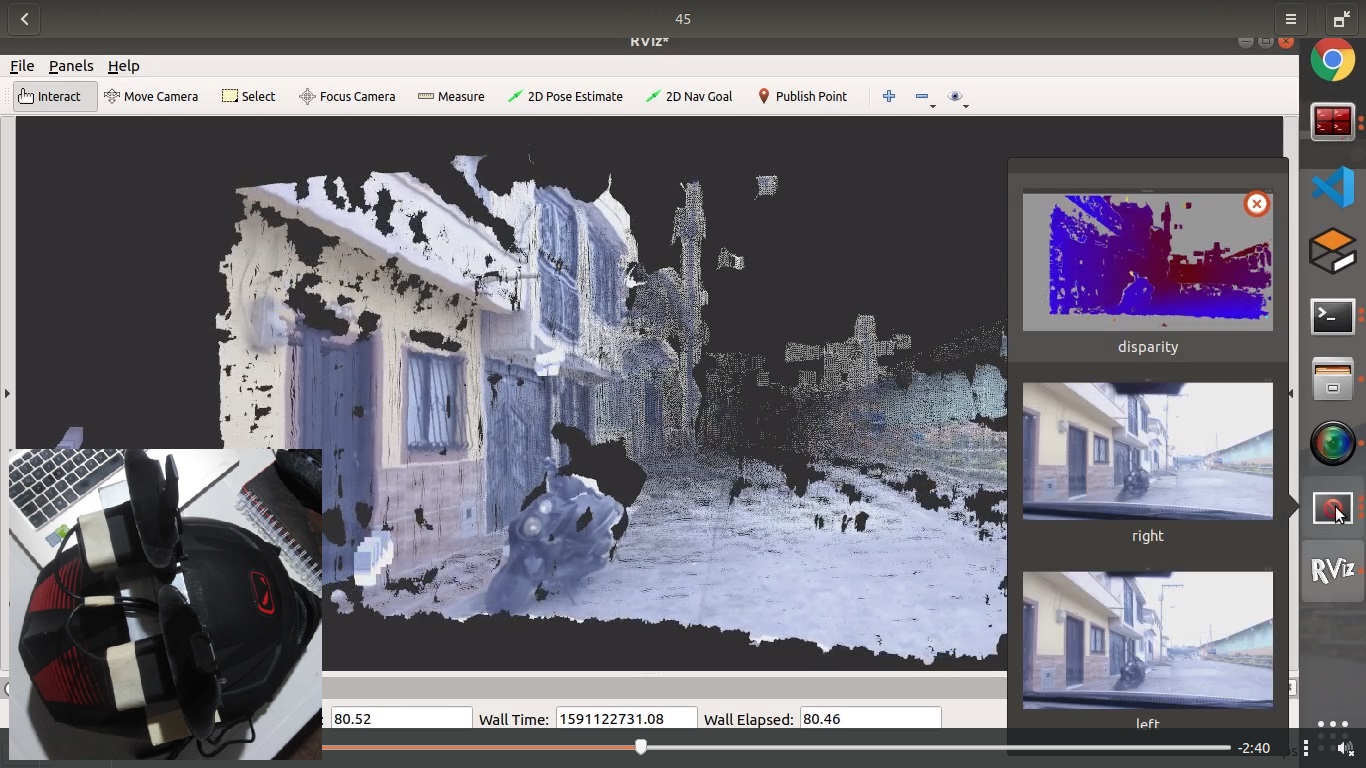 45
RViz*
File Panels Help
Interact Move Camera Select Focus Camera Measure 2D Pose Estimate 2D Nav Goal Publish Point
disparity
right
left
80.52 Wall Time: 1591122731.08 Wall Elapsed: 80.46
-2:40
RViz